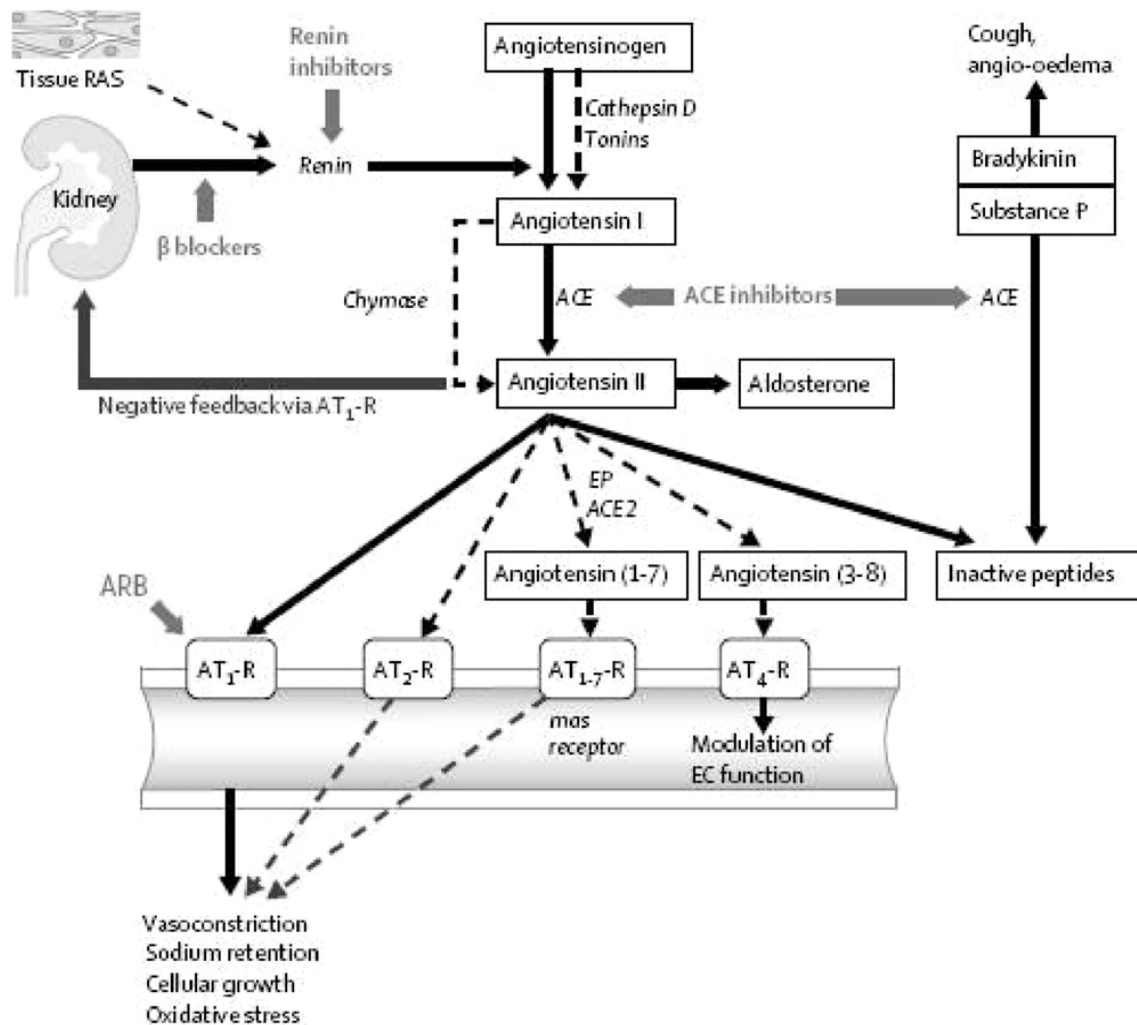 Tissue RAS
Renin
inhibitors
Angiotensinogen
Cough,
angio-oedema
Cathepsin D
Tonins
Renin
Bradykinin
Substance P
Kidney
β blockers
Angiotensin I
Chymase
ACE
ACE inhibitors
ACE
Angiotensin II
Aldosterone
Negative feedback via AT1-R
EP
ACE2
Angiotensin (1-7)
Angiotensin (3-8)
Inactive peptides
ARB
AT1-R
AT2-R
AT1-7-R
AT4-R
mas
receptor
Modulation of
EC function
Vasoconstriction
Sodium retention
Cellular growth
Oxidative stress